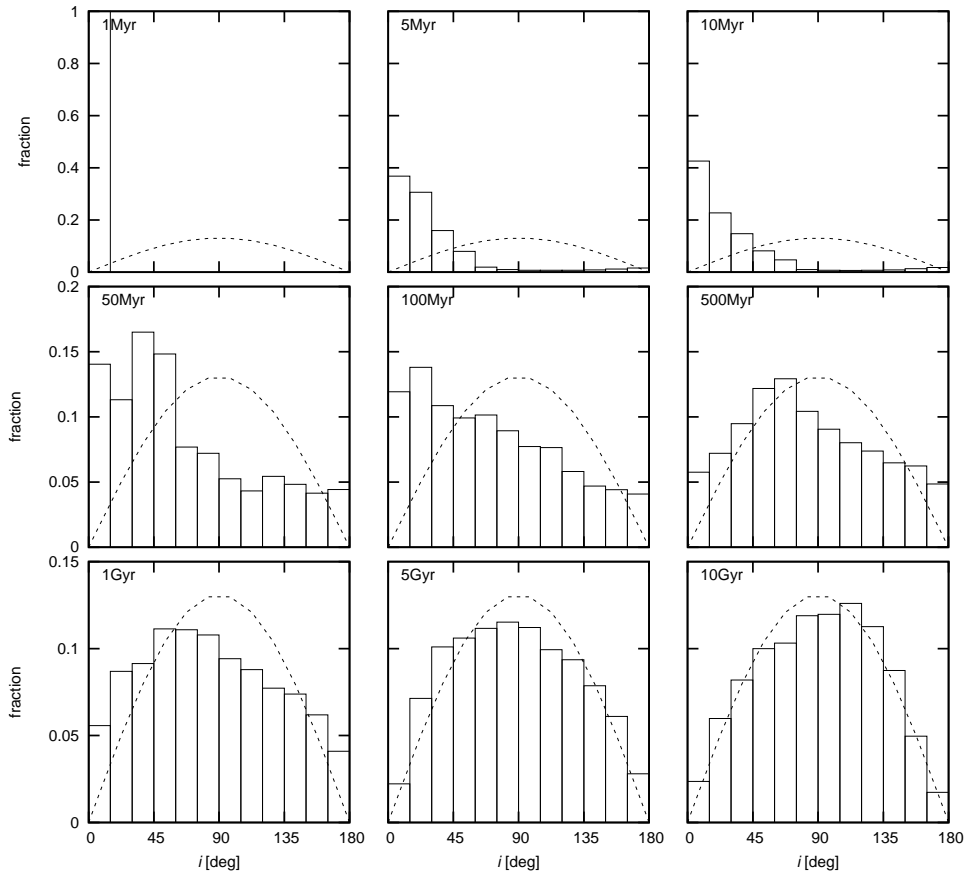 1Myr 5Myr 10Myr
1
0.8
0.6
0.4
0.2
0
fraction
50Myr 100Myr 500Myr
0.2
0.15
0.1
0.05
0
fraction
1Gyr 5Gyr 10Gyr
0.15
0.1
0.05
0
fraction
0 45 90 135 180 0 45 90 135 180 0 45 90 135 180
i [deg] i [deg] i [deg]